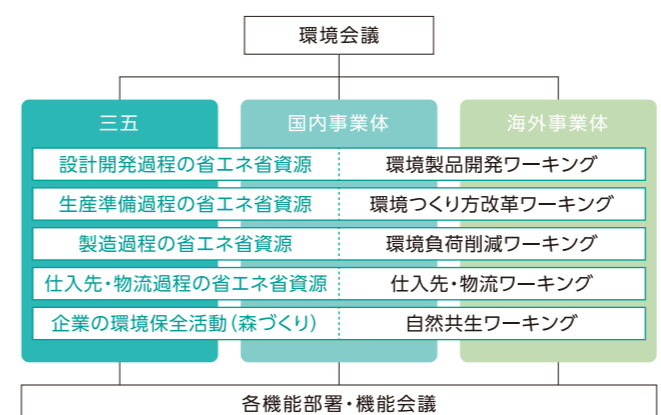 環境会議
三五
国内事業体
海外事業体
設計開発過程の省エネ省資源 環境製品開発ワーキング
生産準備過程の省エネ省資源 環境つくり方改革ワーキング
製造過程の省エネ省資源 環境負荷削減ワーキング
仕入先・物流過程の省エネ省資源 仕入先・物流ワーキング
企業の環境保全活動(森づくり) 自然共生ワーキング
各機能部署・機能会議